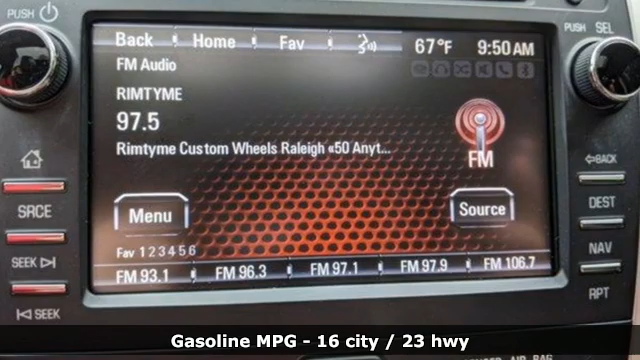 PUSH
PUSH SEL
Back Home Fav 67°F 9:50AM
FM Audio
RIMTYME
97.5
Rimtyme Custom Wheels Raleigh «50 Anyt...
FM
BACK
SRCE
Menu
Source
DEST
SEEK
Fav 1 2 3 4 5 6
NAV
FM 93.1 FM 96.3 FM 97.1 FM 97.9 FM 106.7
SEEK
RPT
Gasoline MPG - 16 city / 23 hwy
AIR BAG